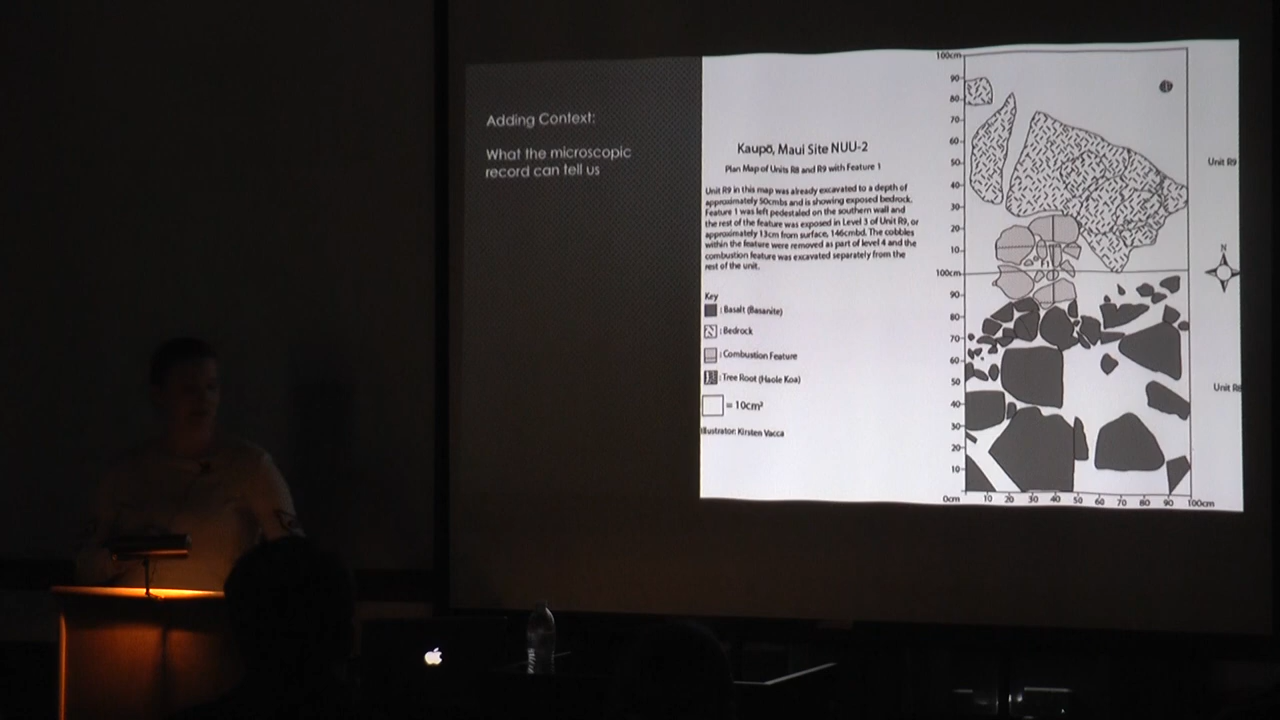 Adding Context:
What the microscopic
record can tell us
Kaupō, Maui Site NUU-2
Plan Map of Units R8 and R9 with Feature 1
Unit R9 in this map was already excavated to a depth of
approximately 50cmbs and is showing exposed bedrock.
Feature 1 was left pedestaled on the southern wall and
the rest of the feature was exposed in Level 3 of Unit R9, or
approximately 13cm from surface, 146cmbd. The cobbles
within the feature were removed as part of level 4 and the
combustion feature was excavated separately from the
rest of the unit.
Key
: Basalt (Basanite)
: Bedrock
: Combustion Feature
: Tree Root (Haole Koa)
= 10cm²
Illustrator: Kirsten Vacca
100cm
90
80
70
60
50
40
30
20
10
100cm
90
80
70
60
50
40
30
20
10
0cm 10 20 30 40 50 60 70 80 90 100cm
F1
Unit R9
N
Unit R8